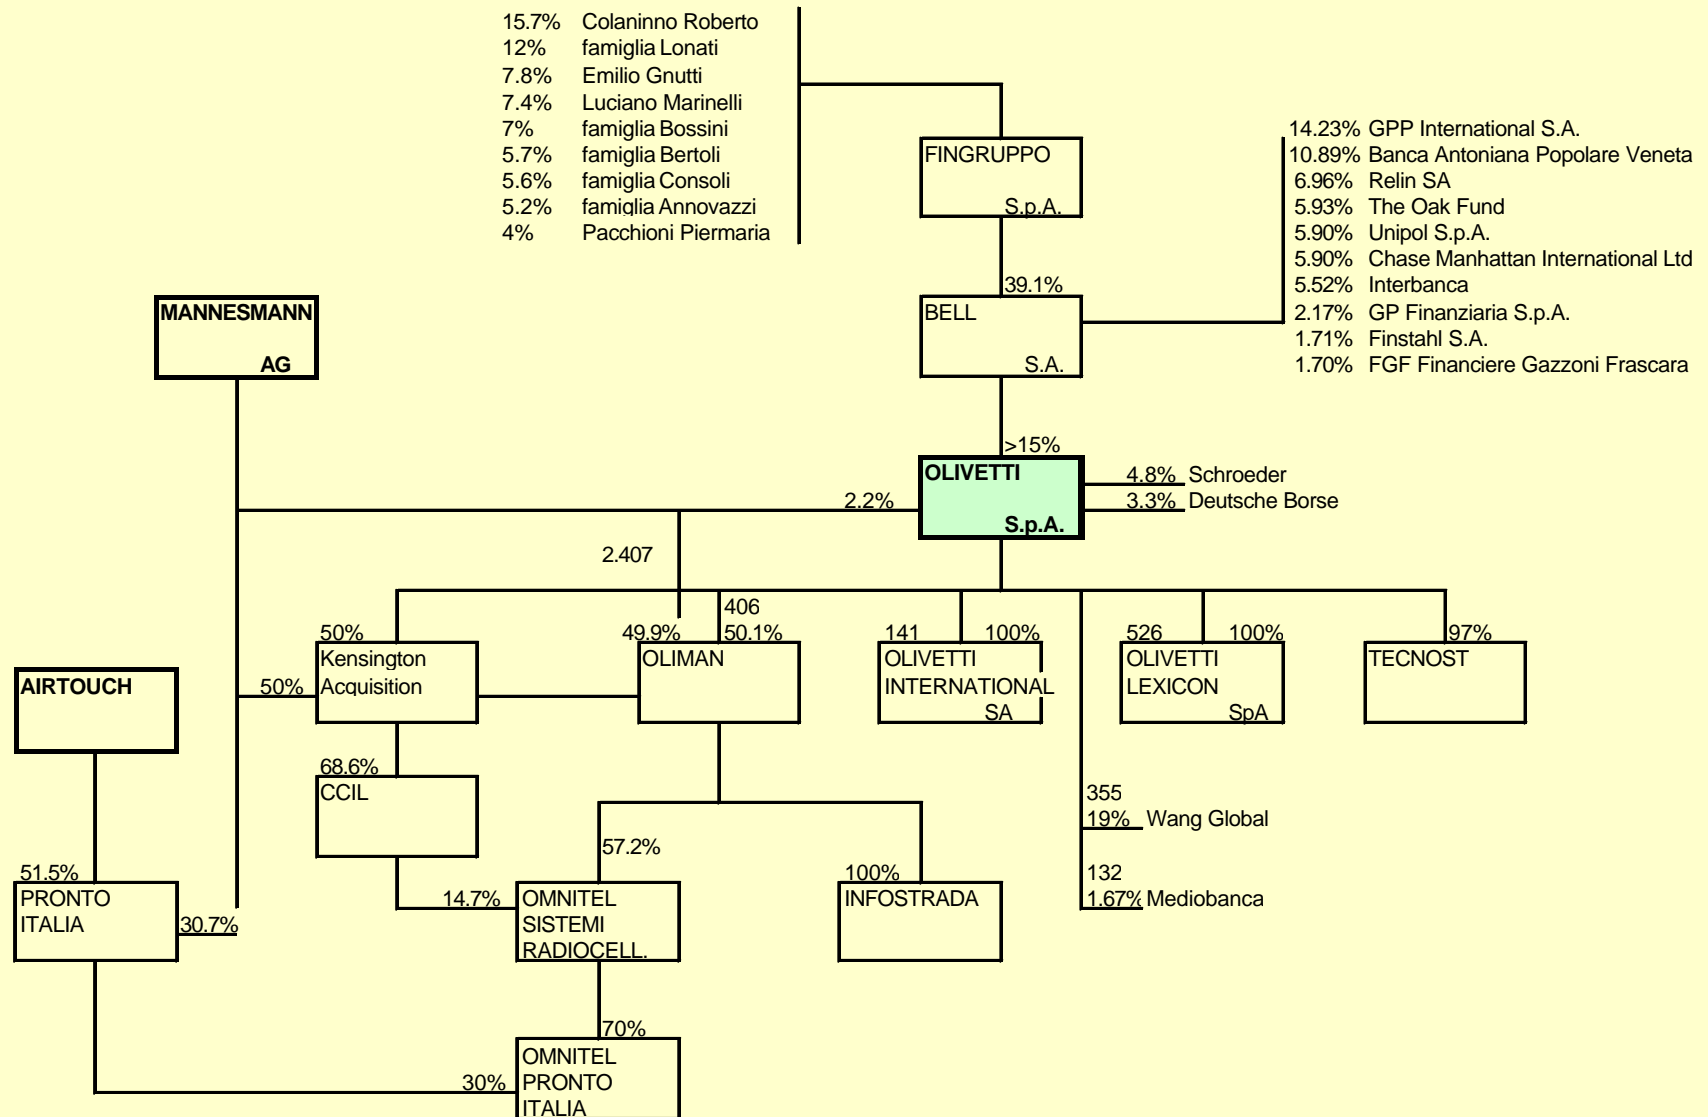 15.7% Colaninno Roberto
12% famiglia Lonati
7.8% Emilio Gnutti
7.4% Luciano Marinelli
7% famiglia Bossini
5.7% famiglia Bertoli
5.6% famiglia Consoli
5.2% famiglia Annovazzi
4% Pacchioni Piermaria
FINGRUPPO
S.p.A.
14.23% GPP International S.A.
10.89% Banca Antoniana Popolare Veneta
6.96% Relin SA
5.93% The Oak Fund
5.90% Unipol S.p.A.
5.90% Chase Manhattan International Ltd
5.52% Interbanca
2.17% GP Finanziaria S.p.A.
1.71% Finstahl S.A.
1.70% FGF Financiere Gazzoni Frascara
39.1%
BELL
S.A.
MANNESMANN
AG
>15%
OLIVETTI
S.p.A.
2.2%
4.8% Schroeder
3.3% Deutsche Borse
2.407
406
50%
Kensington
Acquisition
50%
49.9% 50.1%
OLIMAN
141 100%
OLIVETTI
INTERNATIONAL
SA
526 100%
OLIVETTI
LEXICON
SpA
97%
TECNOST
AIRTOUCH
68.6%
CCIL
355
19% Wang Global
132
1.67% Mediobanca
57.2%
51.5%
PRONTO
ITALIA
30.7%
14.7%
OMNITEL
SISTEMI
RADIOCELL.
100%
INFOSTRADA
70%
OMNITEL
PRONTO
ITALIA
30%